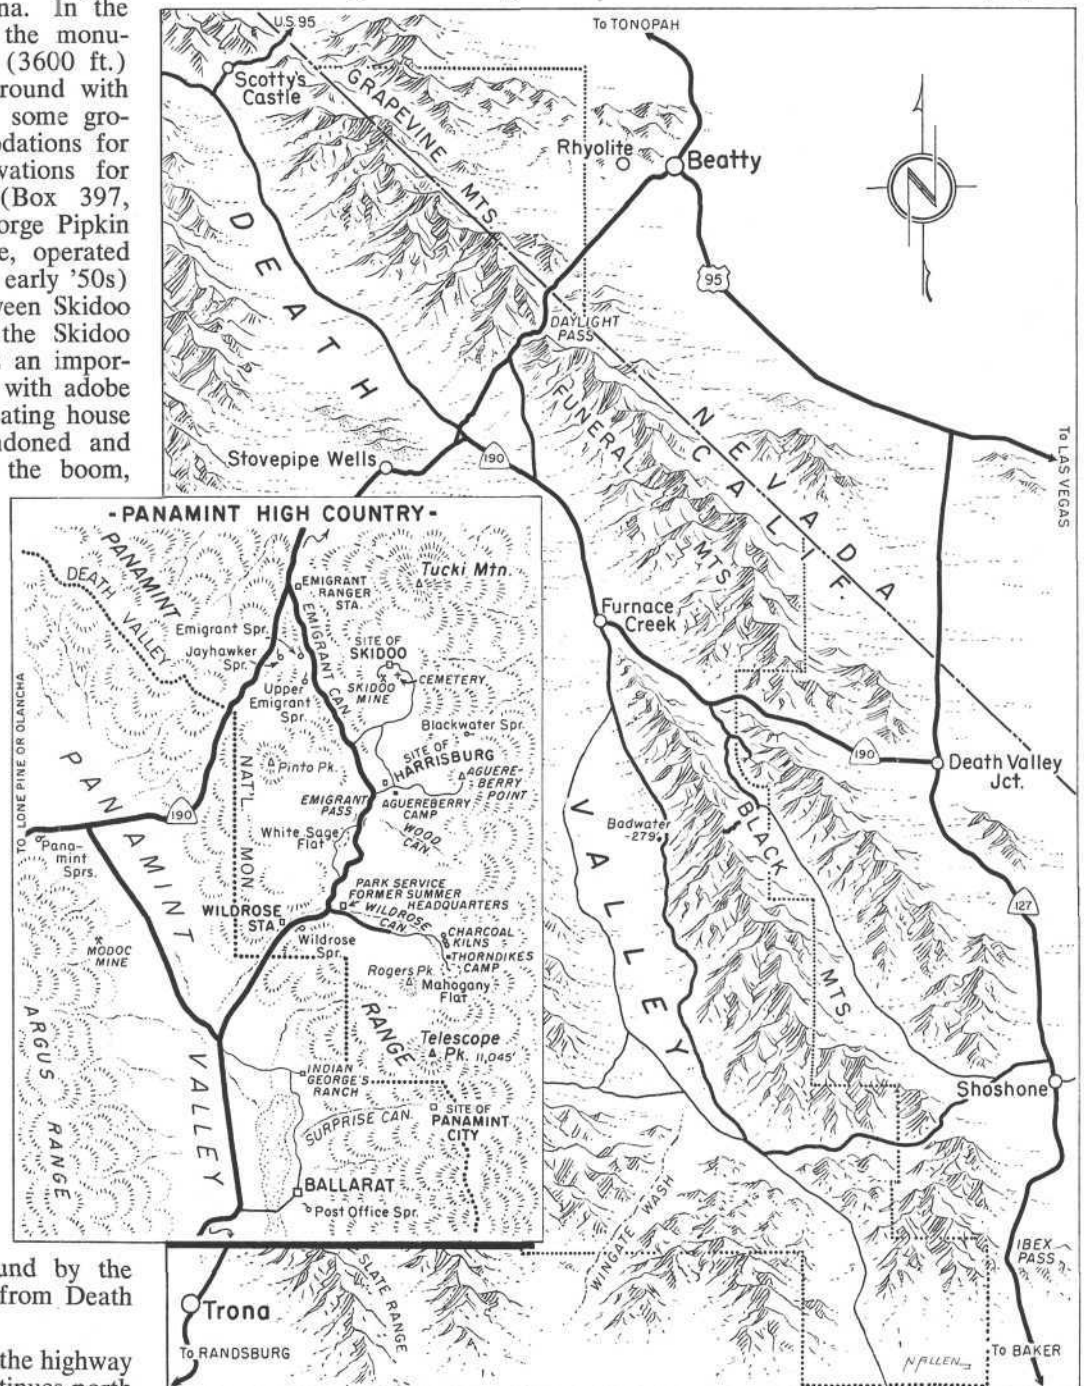 na. In the
the monu-
(3600 ft.)
round with
some gro-
dations for
vations for
(Box 397,
orge Pipkin
e, operated
early '50s)
ween Skidoo
the Skidoo
an impor-
with adobe
ating house
ndoned and
the boom,
U.S. 95
To TONOPAH
Scotty's
Castle
GRAPEVINE MTS.
Rhyolite
Beatty
N
95
DEATH
DAYLIGHT
PASS
FUNERAL MTS
NEVADA
CALIF.
To LAS VEGAS
Stovepipe Wells
190
Furnace
Creek
190
Death Valley
Jct.
VALLEY
Badwater
-279
BLACK MTS
127
Shoshone
WINGATE WASH
IBEX
PASS
To BAKER
N ALLEN
-PANAMINT HIGH COUNTRY-
PANAMINT
DEATH VALLEY
EMIGRANT
RANGER
STA.
Tucki Mtn.
EMIGRANT CAN.
Emigrant Spr.
Jayhawker
Spr.
SITE OF
SKIDOO
SKIDOO
MINE
CEMETERY
Upper
Emigrant
Spr.
Blackwater Spr.
SITE OF
HARRISBURG
AGUERE-
BERRY
POINT
Pinto Pk.
NAT'L. MON.
EMIGRANT
PASS
AGUEREBERRY
CAMP
WOOD
CAN.
White Sage
Flat
TO LONE PINE OR OLANCHA
190
Pana-
mint
Sprs.
PANAMINT
PARK SERVICE
FORMER SUMMER
HEADQUARTERS
WILDROSE
STA.
WILDROSE
CAN.
Wildrose
Spr.
CHARCOAL
KILNS
THORNDIKES
CAMP
MODOC
MINE
Rogers Pk.
Mahogany
Flat
RANGE
Telescope
Pk. 11,045'
ARGUS RANGE
VALLEY
INDIAN
GEORGE'S
RANCH
SURPRISE CAN.
SITE OF
PANAMINT
CITY
BALLARAT
Post Office Spr.
SLATE RANGE
Trona
To RANDSBURG
und by the
from Death
the highway
tinues north